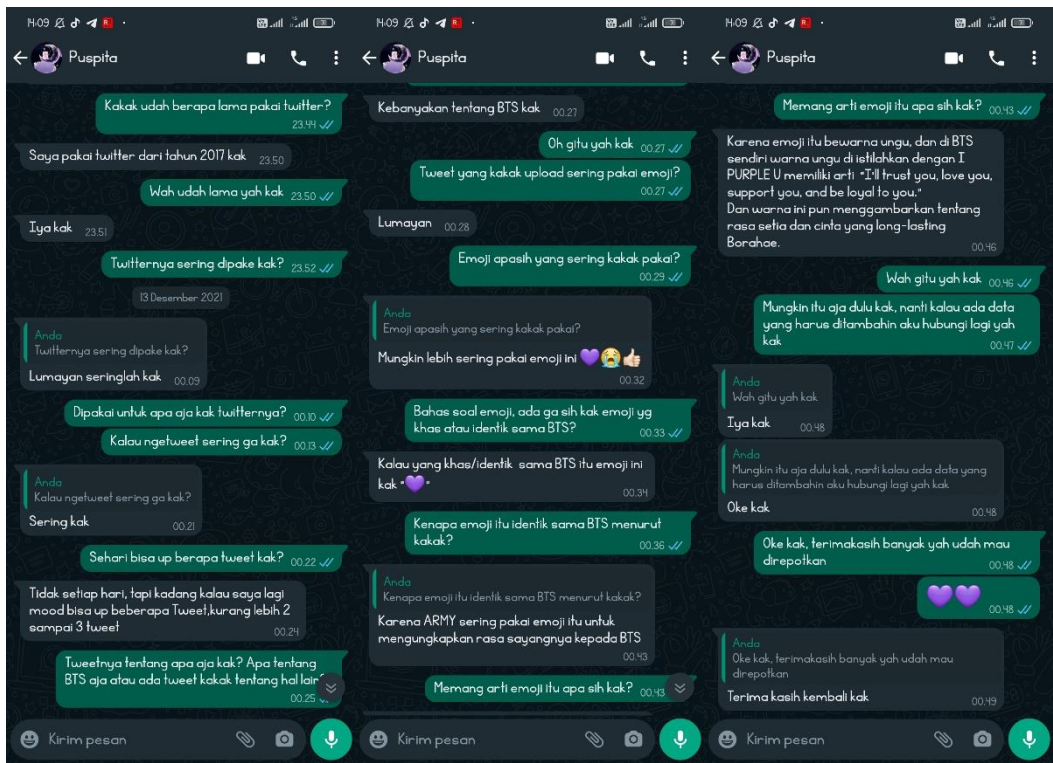 14.09
Puspita
Kakak udah berapa lama pakai twitter?
23.44
Saya pakai twitter dari tahun 2017 kak 23.50
Wah udah lama yah kak 23.50
Iya kak 23.51
Twitternya sering dipake kak? 23.52
13 Desember 2021
Anda
Twitternya sering dipake kak?
Lumayan seringlah kak 00.09
Dipakai untuk apa aja kak twitternya? 00.10
Kalau ngetweet sering ga kak? 00.13
Anda
Kalau ngetweet sering ga kak?
Sering kak 00.21
Sehari bisa up berapa tweet kak? 00.22
Tidak setiap hari, tapi kadang kalau saya lagi
mood bisa up beberapa Tweet,kurang lebih 2
sampai 3 tweet 00.24
Tweetnya tentang apa aja kak? Apa tentang
BTS aja atau ada tweet kakak tentang hal lain?
00.25
Kirim pesan
14.09
Puspita
Kebanyakan tentang BTS kak 00.27
Oh gitu yah kak 00.27
Tweet yang kakak upload sering pakai emoji?
00.27
Lumayan 00.28
Emoji apasih yang sering kakak pakai?
00.29
Anda
Emoji apasih yang sering kakak pakai?
Mungkin lebih sering pakai emoji ini 💜😭👍🏻
00.32
Bahas soal emoji, ada ga sih kak emoji yg
khas atau identik sama BTS? 00.33
Kalau yang khas/identik sama BTS itu emoji ini
kak "💜" 00.34
Kenapa emoji itu identik sama BTS menurut
kakak? 00.36
Anda
Kenapa emoji itu identik sama BTS menurut kakak?
Karena ARMY sering pakai emoji itu untuk
mengungkapkan rasa sayangnya kepada BTS
00.43
Memang arti emoji itu apa sih kak? 00.43
Kirim pesan
14.09
Puspita
Memang arti emoji itu apa sih kak? 00.43
Karena emoji itu bewarna ungu, dan di BTS
sendiri warna ungu di istilahkan dengan I
PURPLE U memiliki arti "I'll trust you, love you,
support you, and be loyal to you."
Dan warna ini pun menggambarkan tentang
rasa setia dan cinta yang long-lasting
Borahae. 00.46
Wah gitu yah kak 00.46
Mungkin itu aja dulu kak, nanti kalau ada data
yang harus ditambahin aku hubungi lagi yah
kak 00.47
Anda
Wah gitu yah kak
Iya kak 00.48
Anda
Mungkin itu aja dulu kak, nanti kalau ada data yang
harus ditambahin aku hubungi lagi yah kak
Oke kak 00.48
Oke kak, terimakasih banyak yah udah mau
direpotkan 00.48
💜💜 00.48
Anda
Oke kak, terimakasih banyak yah udah mau
direpotkan
Terima kasih kembali kak 00.49
Kirim pesan